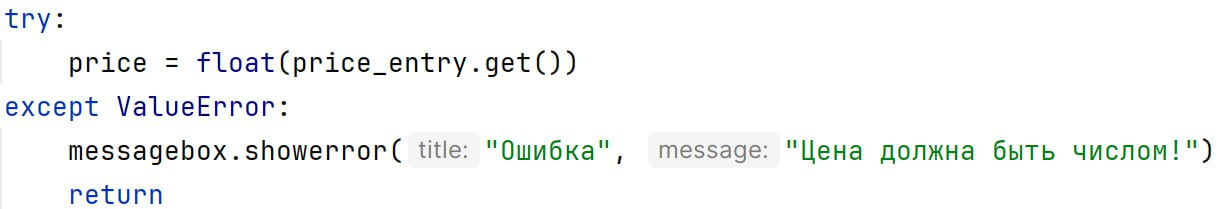 try:
    price = float(price_entry.get())
except ValueError:
    messagebox.showerror( title: "Ошибка", message: "Цена должна быть числом!")
    return